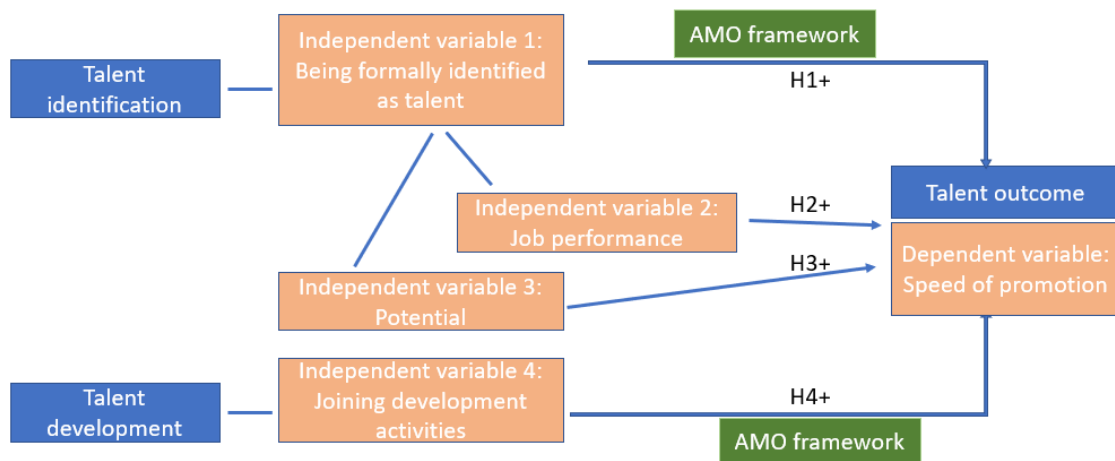 AMO framework
Independent variable 1:
Being formally identified
as talent
H1+
Talent
identification
Talent outcome
Independent variable 2:
Job performance
H2+
Dependent variable:
Speed of promotion
H3+
Independent variable 3:
Potential
Independent variable 4:
Joining development
activities
H4+
Talent
development
AMO framework